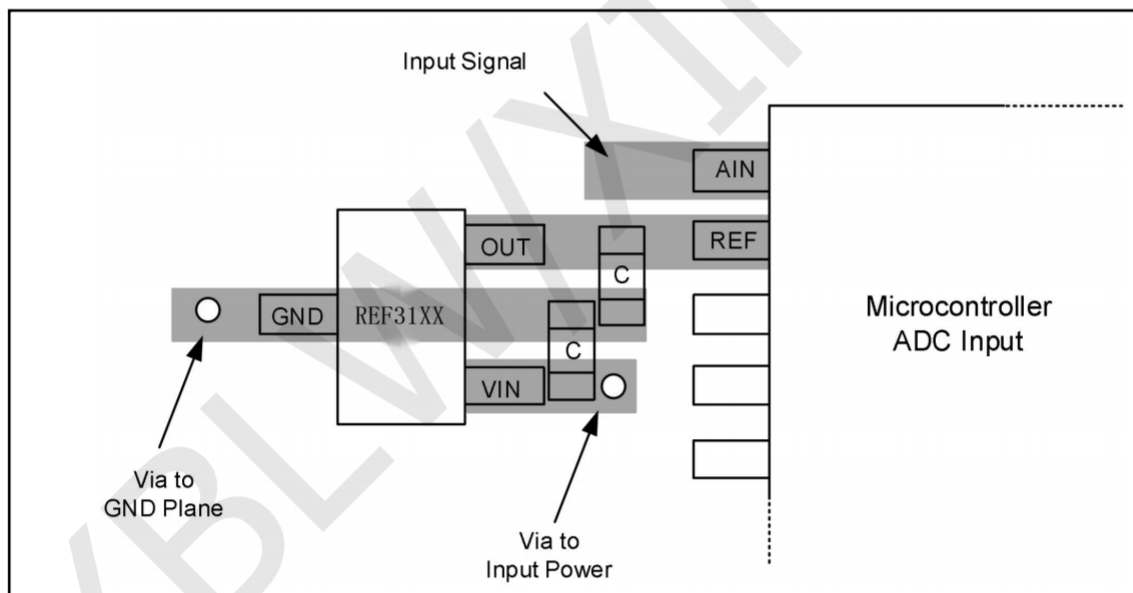 Input Signal
AIN
OUT
REF
C
GND
REF31XX
Microcontroller
ADC Input
C
VIN
Via to
GND Plane
Via to
Input Power